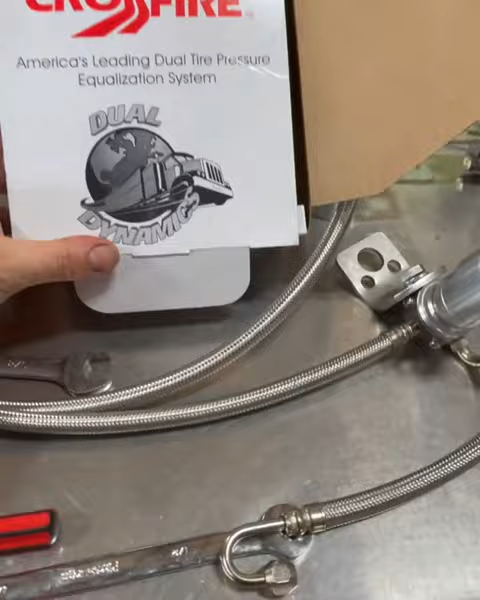 CROSSFIRE
America's Leading Dual Tire Pressure
Equalization System
DUAL
DYNAMICS